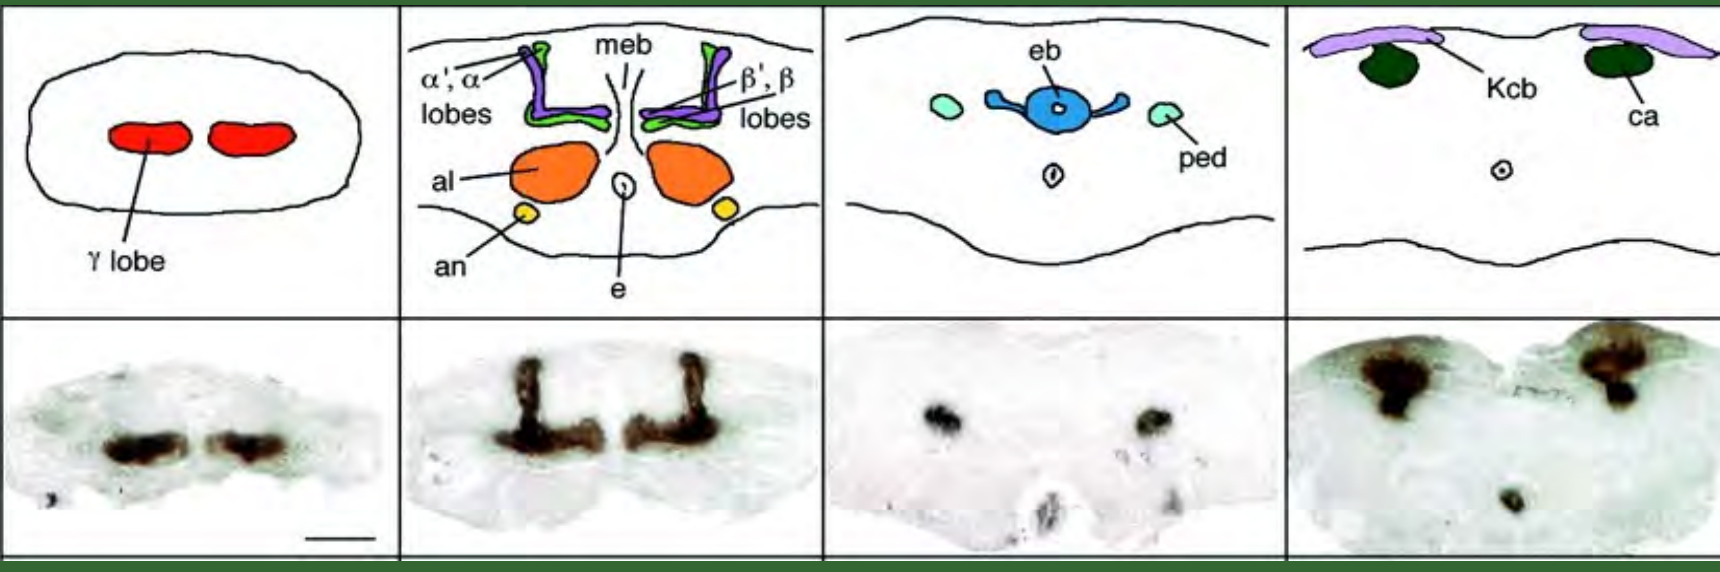 γ lobe
meb
α', α
lobes
β', β
lobes
al
an
e
eb
ped
Kcb
ca